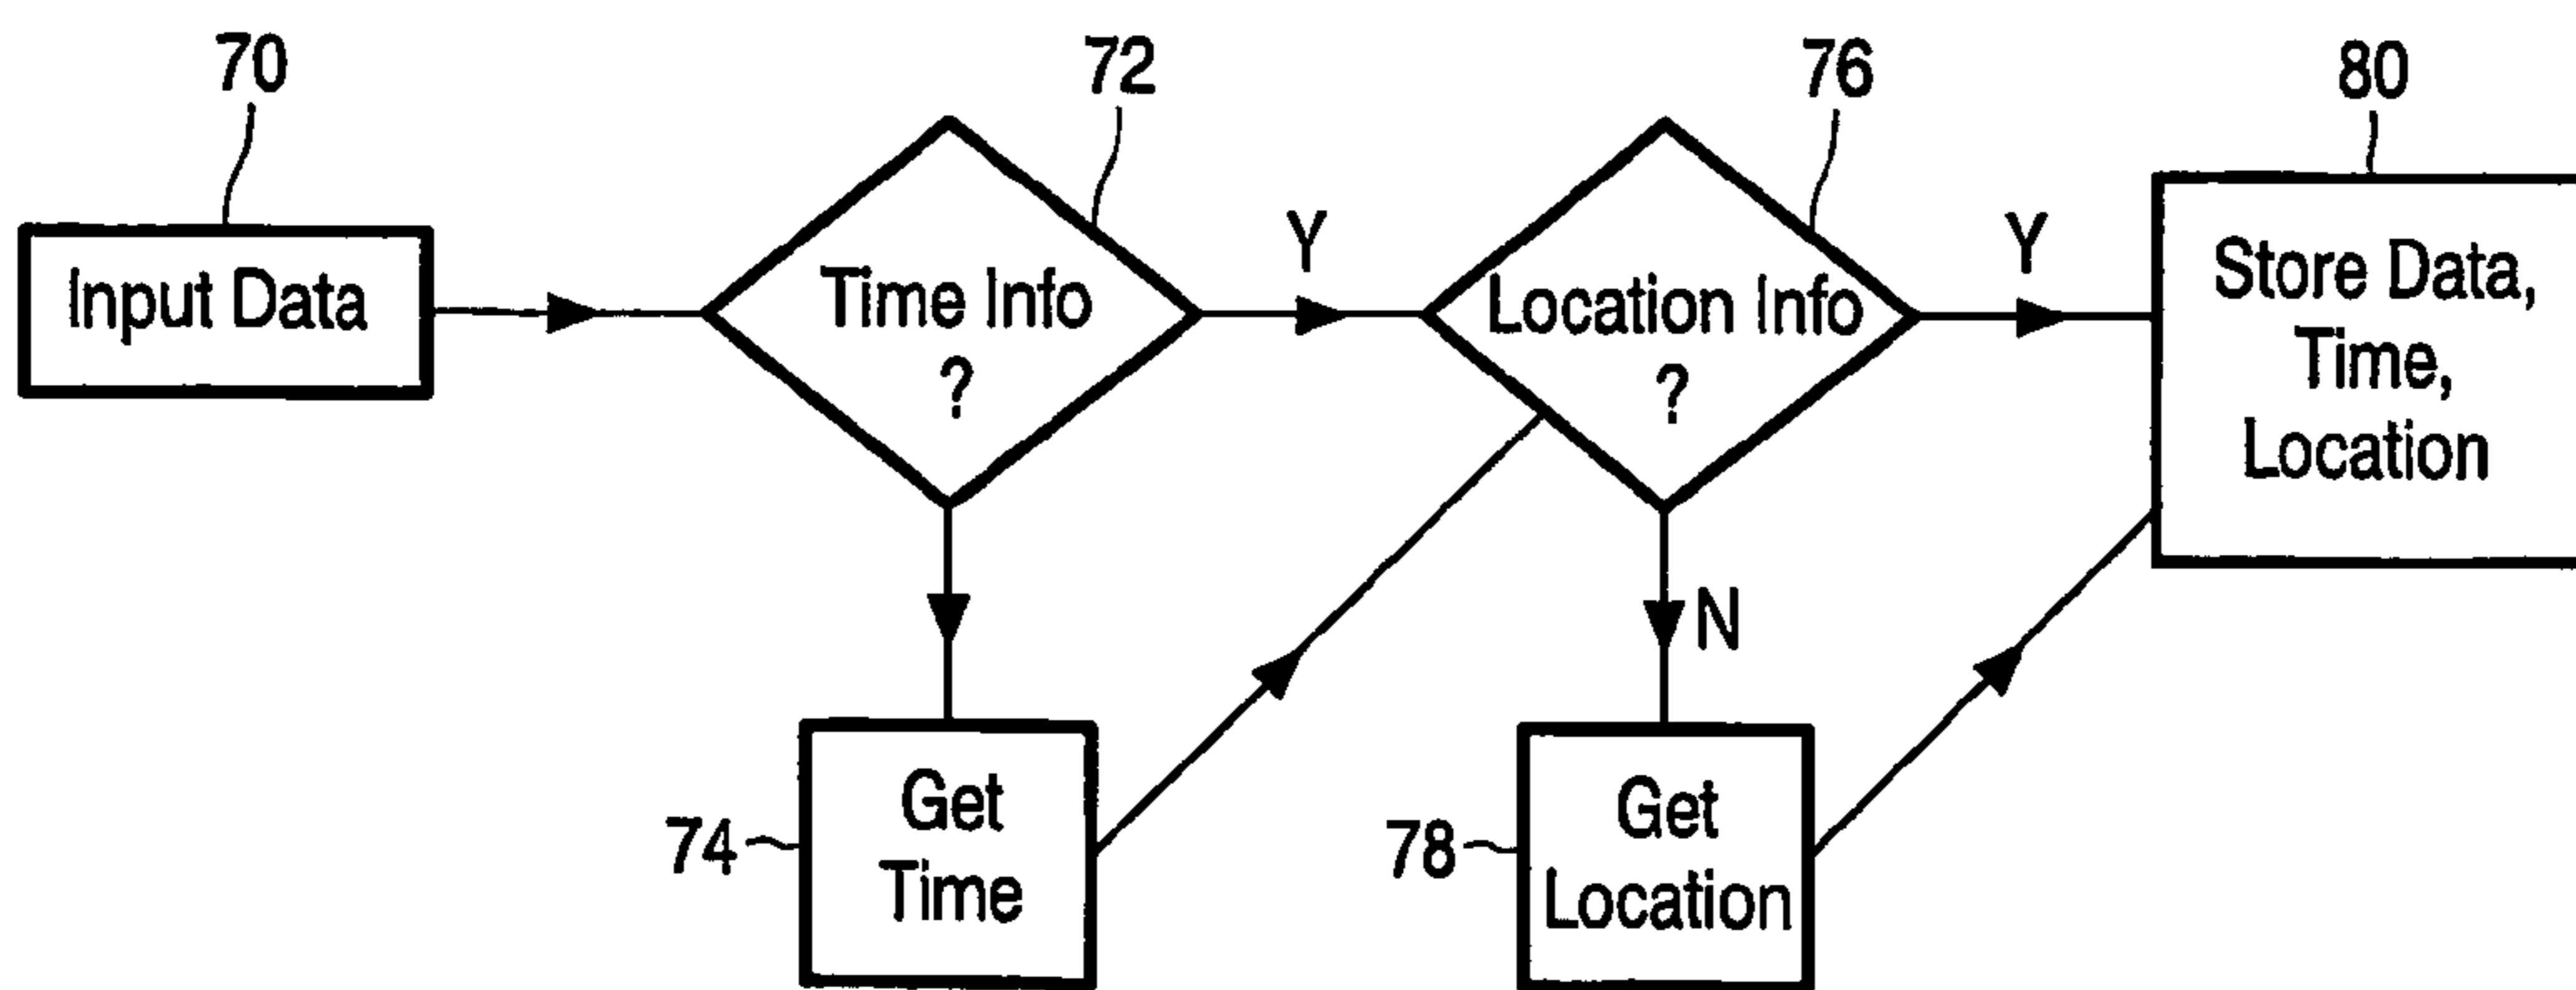 70
72
76
80
Input Data
Time Info
?
Y
Location Info
?
Y
Store Data,
Time,
Location
N
74
Get
Time
78
Get
Location